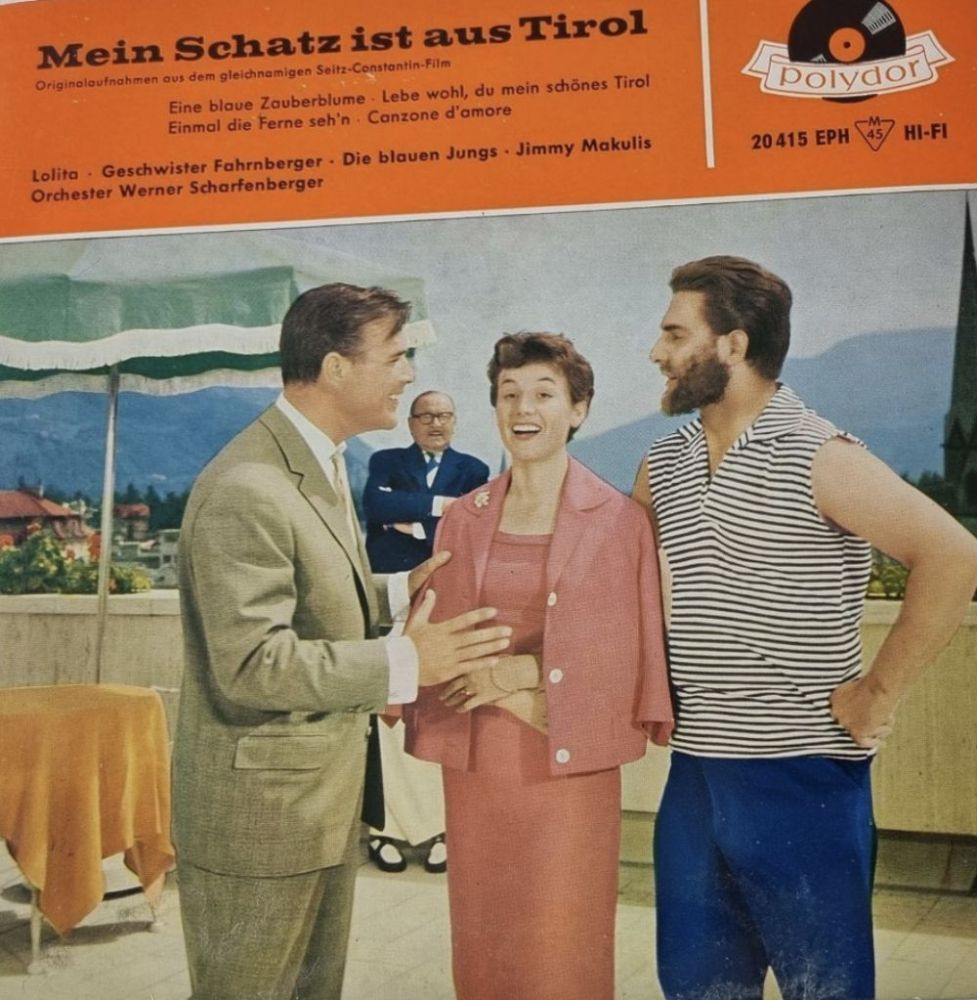 Mein Schatz ist aus Tirol
Originalaufnahmen aus dem gleichnamigen Seitz-Constantin-Film
Eine blaue Zauberblume · Lebe wohl, du mein schönes Tirol
Einmal die Ferne seh'n · Canzone d'amore
Lolita · Geschwister Fahrnberger · Die blauen Jungs · Jimmy Makulis
Orchester Werner Scharfenberger
polydor
20 415 EPH M 45 HI-FI